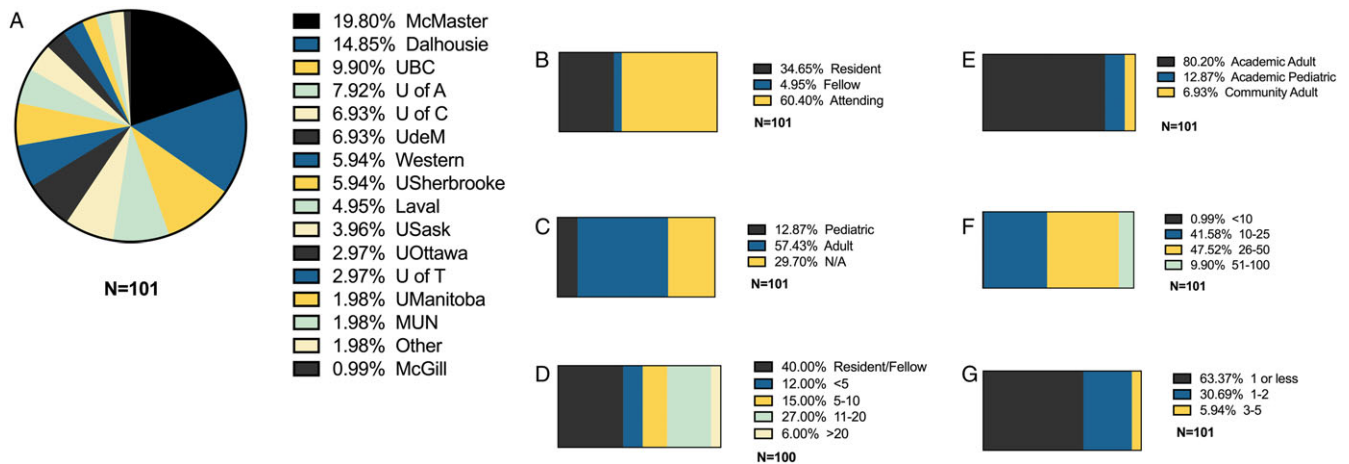 A
19.80% McMaster
14.85% Dalhousie
9.90% UBC
7.92% U of A
6.93% U of C
6.93% UdeM
5.94% Western
5.94% USherbrooke
4.95% Laval
3.96% USask
2.97% UOttawa
2.97% U of T
1.98% UManitoba
1.98% MUN
1.98% Other
0.99% McGill
N=101
B
34.65% Resident
4.95% Fellow
60.40% Attending
N=101
C
12.87% Pediatric
57.43% Adult
29.70% N/A
N=101
D
40.00% Resident/Fellow
12.00% <5
15.00% 5-10
27.00% 11-20
6.00% >20
N=100
E
80.20% Academic Adult
12.87% Academic Pediatric
6.93% Community Adult
N=101
F
0.99% <10
41.58% 10-25
47.52% 26-50
9.90% 51-100
N=101
G
63.37% 1 or less
30.69% 1-2
5.94% 3-5
N=101